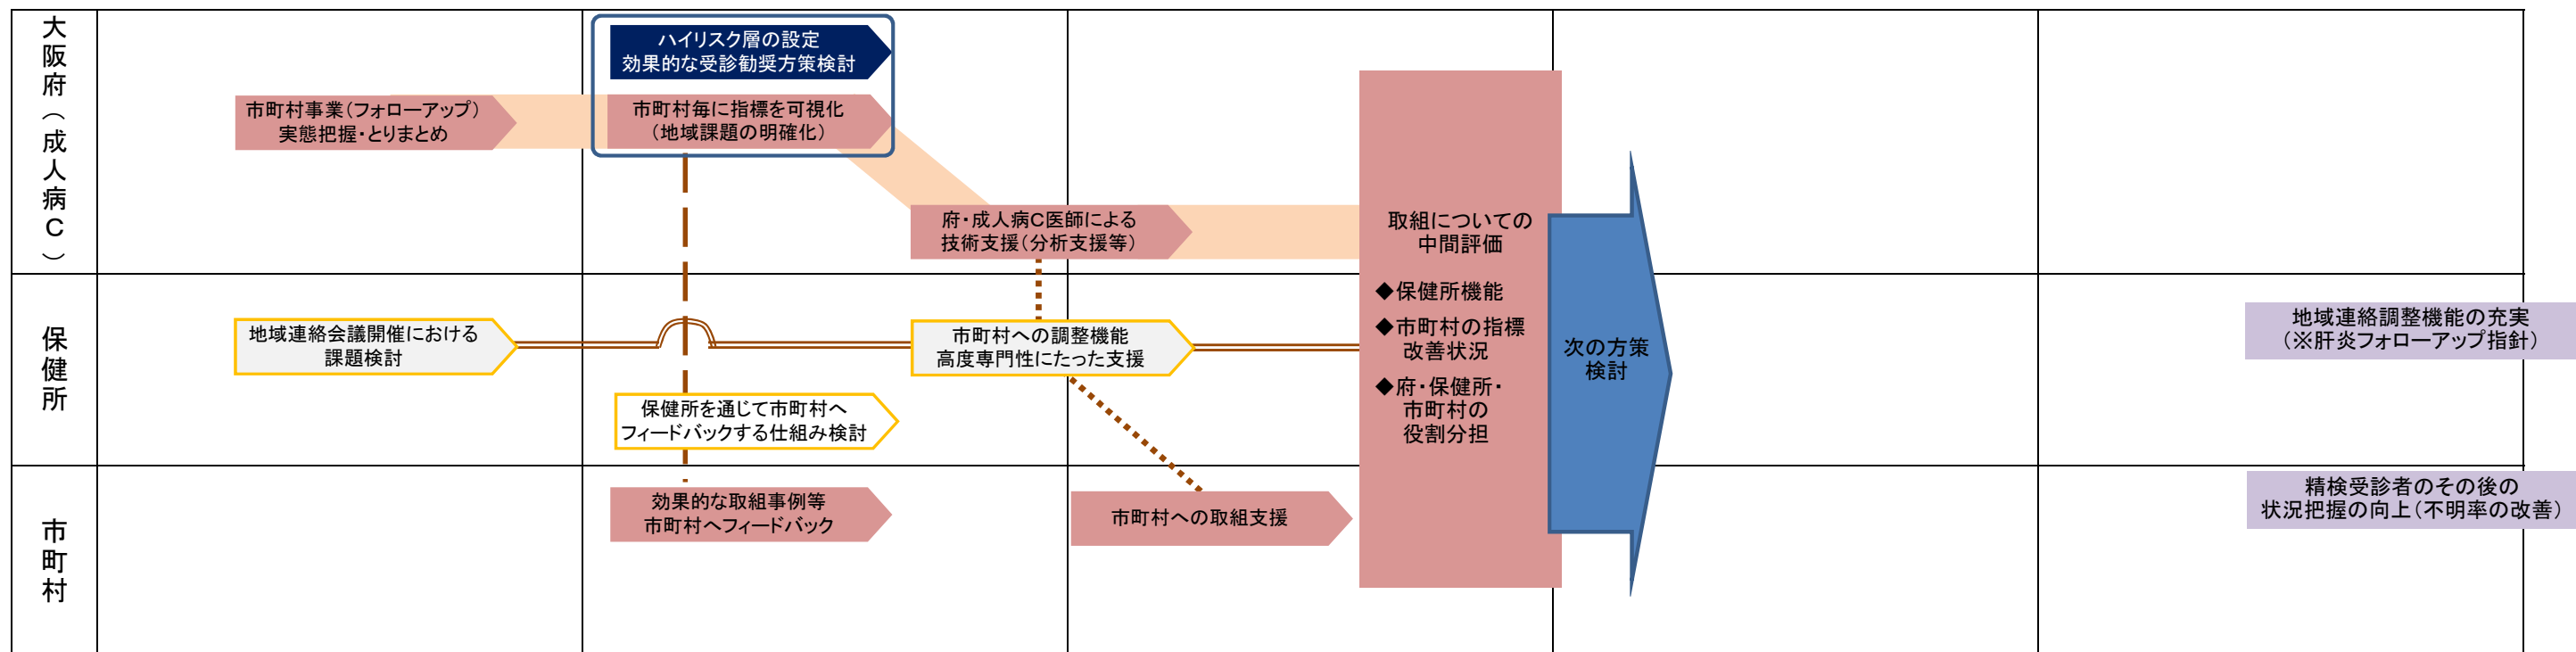 大阪府（成人病C）
ハイリスク層の設定
効果的な受診勧奨方策検討
市町村事業（フォローアップ）
実態把握・とりまとめ
市町村毎に指標を可視化
（地域課題の明確化）
府・成人病C医師による
技術支援（分析支援等）
保健所
地域連絡会議開催における
課題検討
市町村への調整機能
高度専門性にたった支援
保健所を通じて市町村へ
フィードバックする仕組み検討
市町村
効果的な取組事例等
市町村へフィードバック
市町村への取組支援
取組についての
中間評価
◆保健所機能
◆市町村の指標
改善状況
◆府・保健所・
市町村の
役割分担
次の方策
検討
地域連絡調整機能の充実
（※肝炎フォローアップ指針）
精検受診者のその後の
状況把握の向上（不明率の改善）